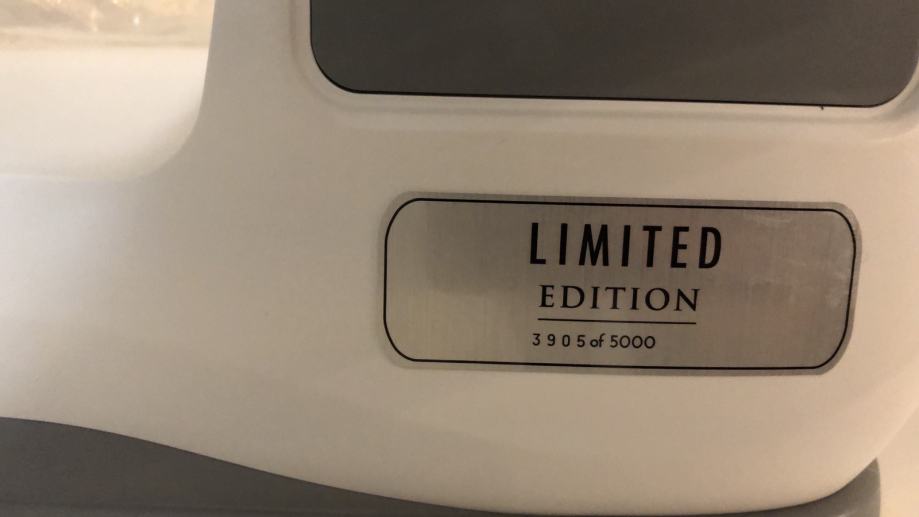 LIMITED
EDITION
3905 of 5000